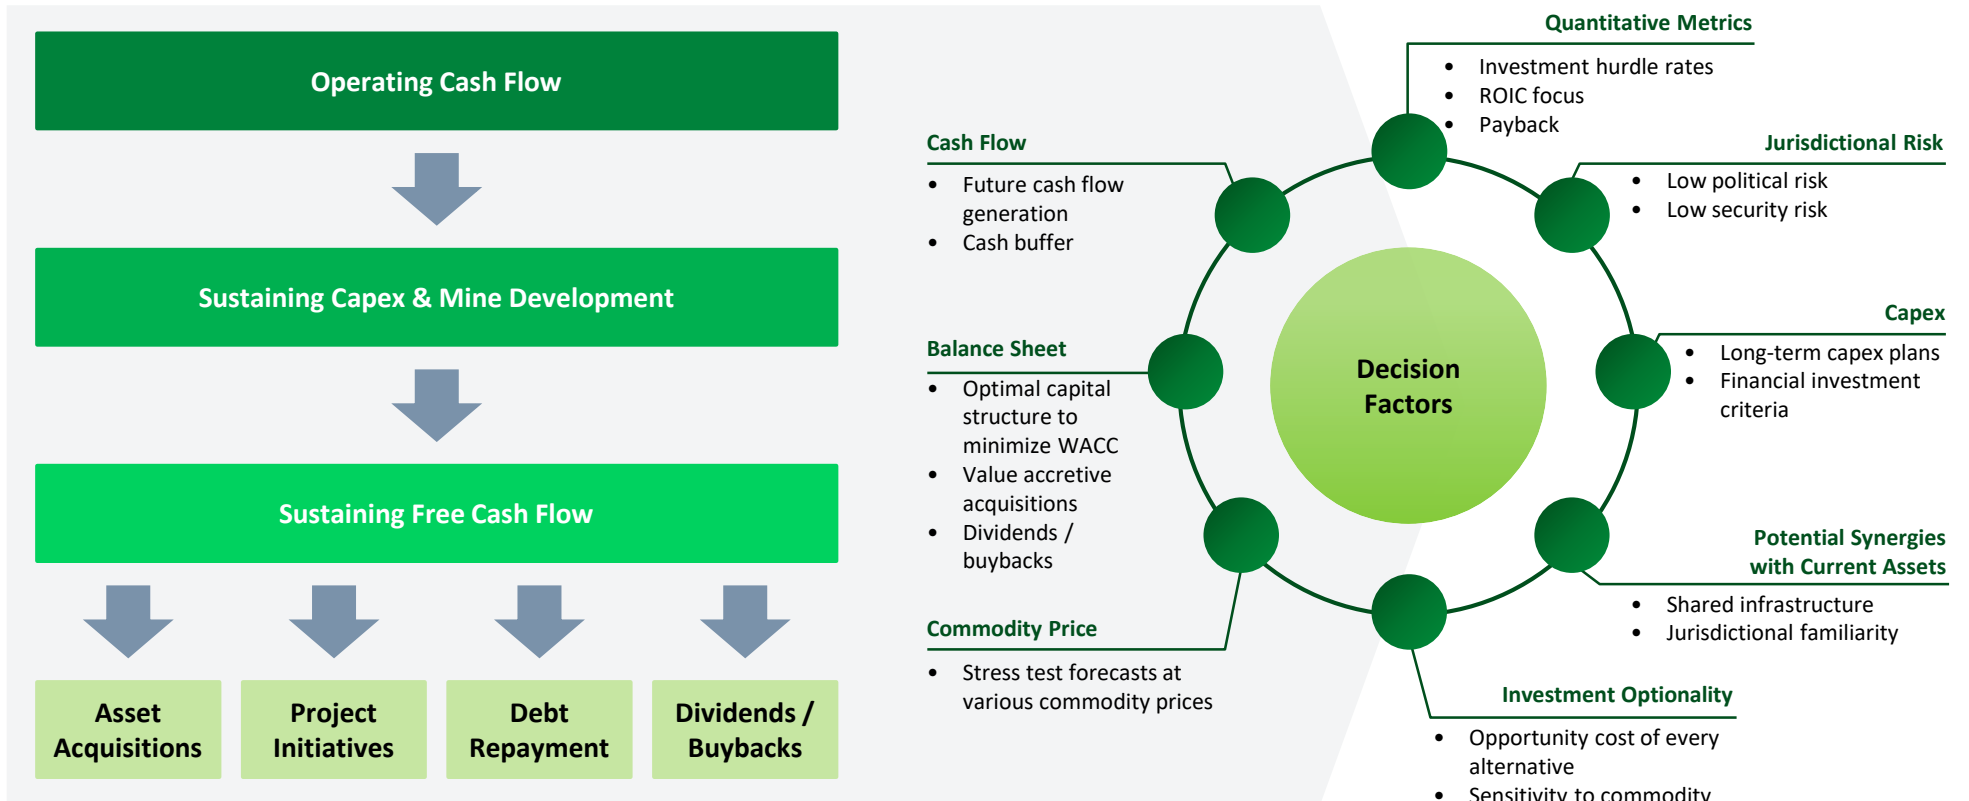 Operating Cash Flow
Sustaining Capex & Mine Development
Sustaining Free Cash Flow
Asset
Acquisitions
Project
Initiatives
Debt
Repayment
Dividends /
Buybacks
Decision
Factors
Quantitative Metrics
• Investment hurdle rates
• ROIC focus
• Payback
Jurisdictional Risk
• Low political risk
• Low security risk
Capex
• Long-term capex plans
• Financial investment
criteria
Potential Synergies
with Current Assets
• Shared infrastructure
• Jurisdictional familiarity
Investment Optionality
• Opportunity cost of every
alternative
• Sensitivity to commodity
Commodity Price
• Stress test forecasts at
various commodity prices
Balance Sheet
• Optimal capital
structure to
minimize WACC
• Value accretive
acquisitions
• Dividends /
buybacks
Cash Flow
• Future cash flow
generation
• Cash buffer